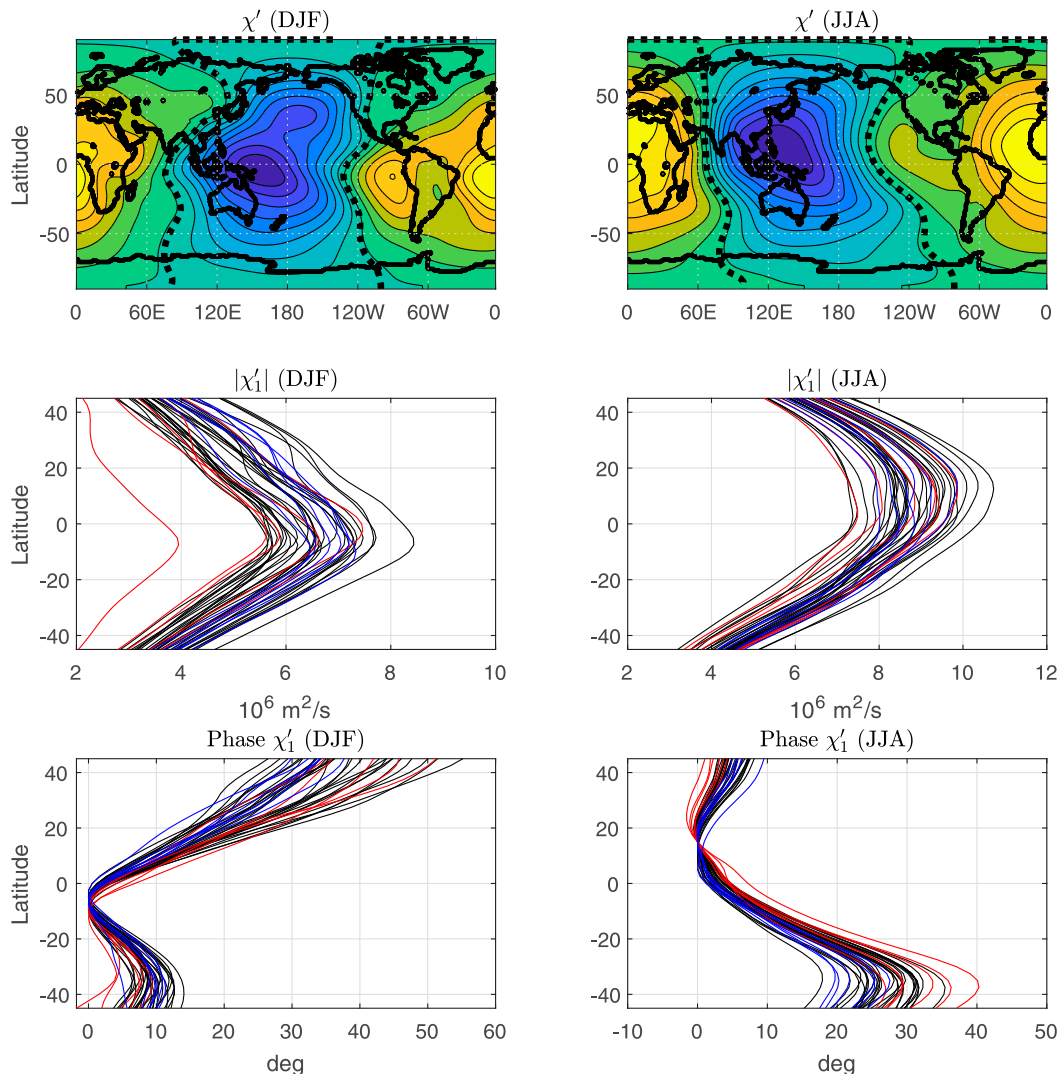 χ′ (DJF)
χ′ (JJA)
Latitude
50
0
-50
50
0
-50
0 60E 120E 180 120W 60W 0
0 60E 120E 180 120W 60W 0
|χ′₁| (DJF)
|χ′₁| (JJA)
Latitude
40
20
0
-20
-40
Latitude
40
20
0
-20
-40
2 4 6 8 10
2 4 6 8 10 12
10⁶ m²/s
10⁶ m²/s
Phase χ′₁ (DJF)
Phase χ′₁ (JJA)
Latitude
40
20
0
-20
-40
Latitude
40
20
0
-20
-40
0 10 20 30 40 50 60
-10 0 10 20 30 40 50
deg
deg